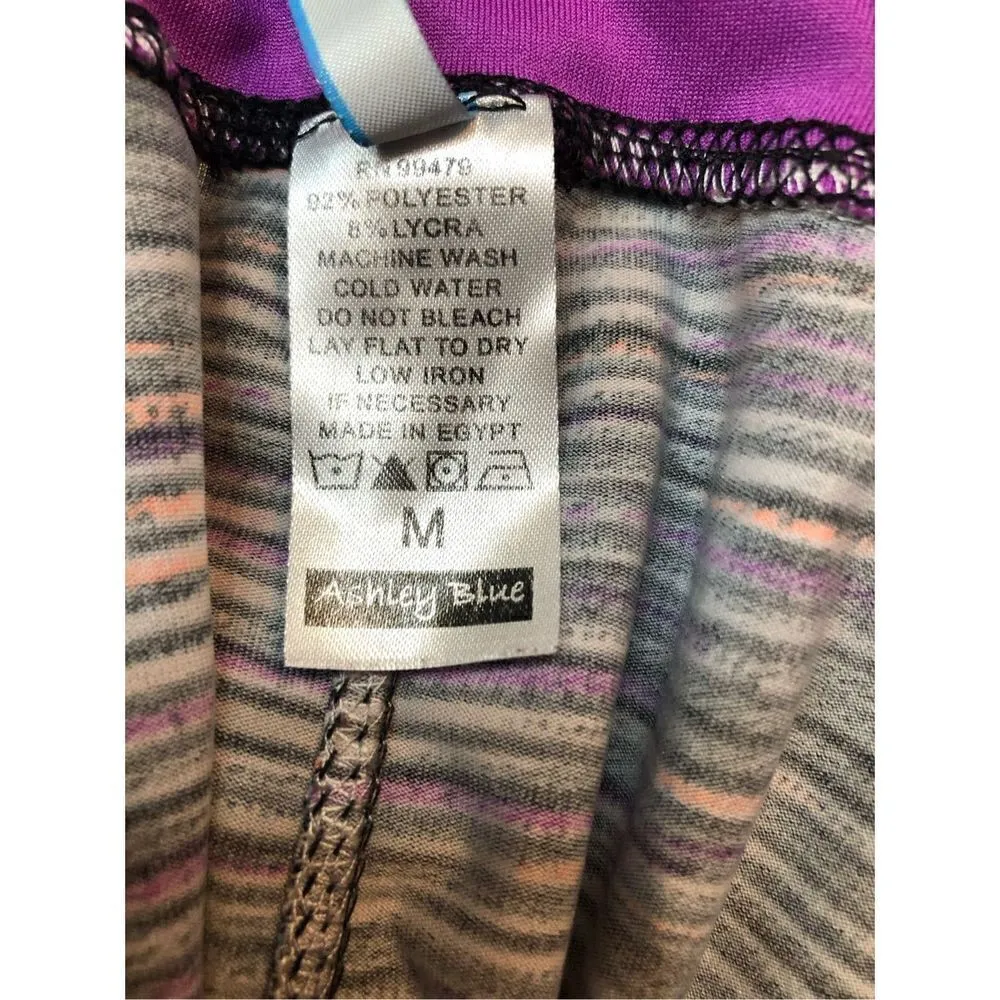 RN 99479
92% POLYESTER
8% LYCRA
MACHINE WASH
COLD WATER
DO NOT BLEACH
LAY FLAT TO DRY
LOW IRON
IF NECESSARY
MADE IN EGYPT
M
Ashley Blue